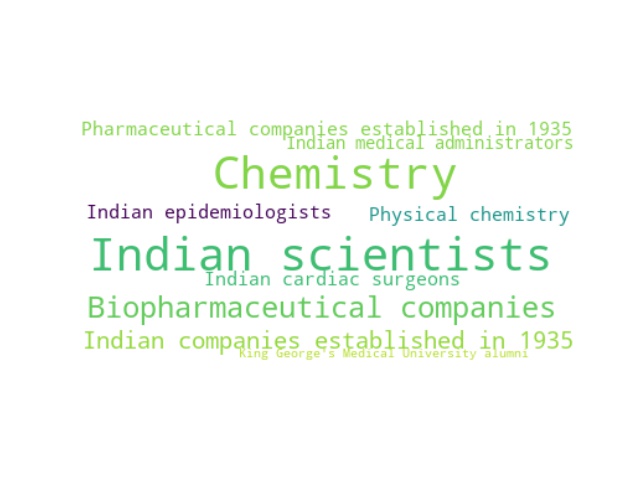 Pharmaceutical companies established in 1935
Indian medical administrators
Chemistry
Indian epidemiologists
Physical chemistry
Indian scientists
Indian cardiac surgeons
Biopharmaceutical companies
Indian companies established in 1935
King George's Medical University alumni